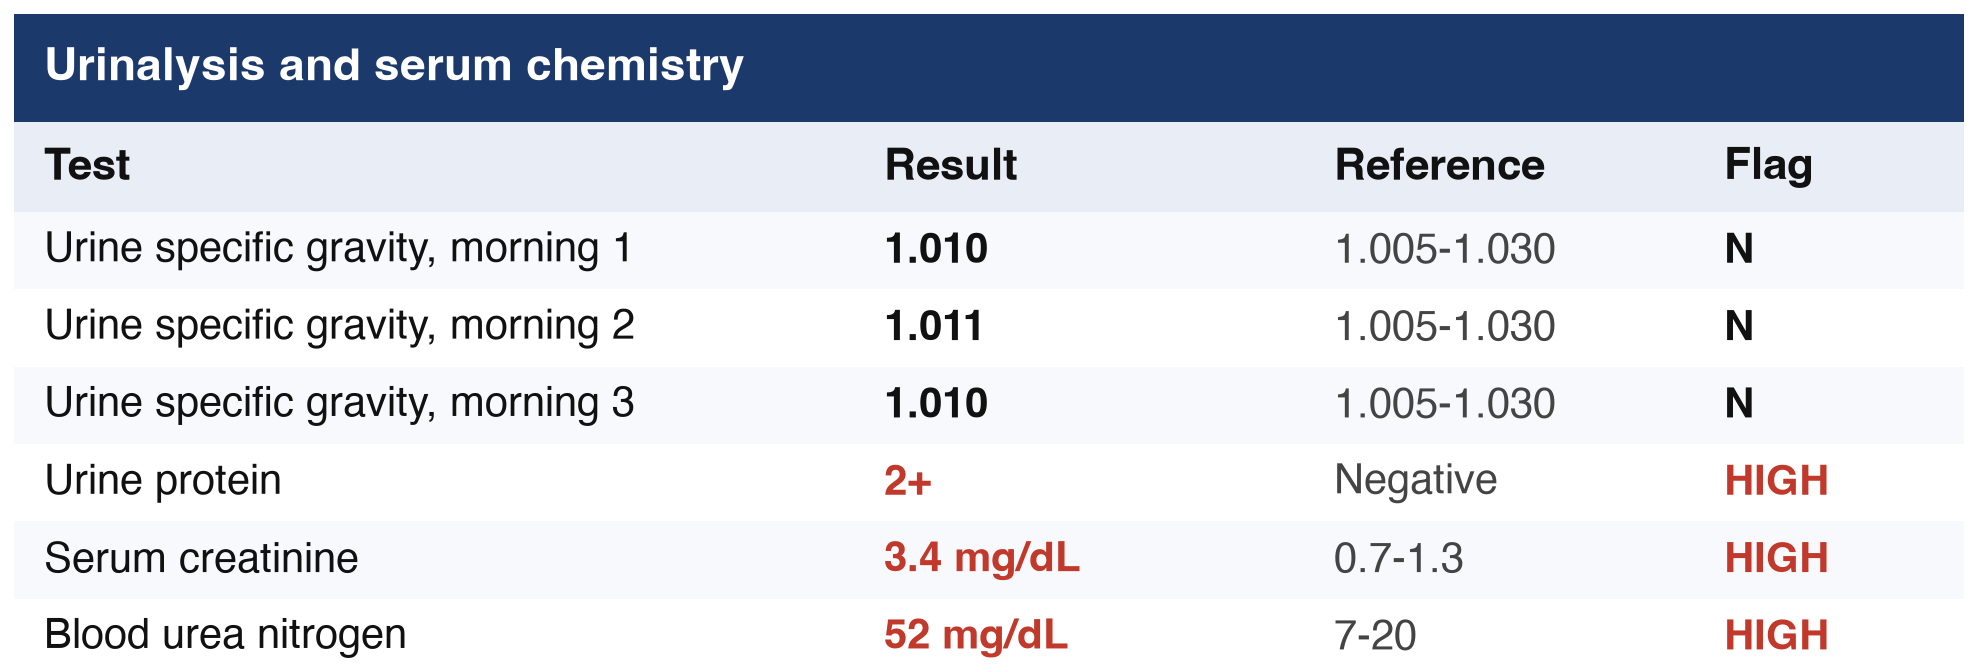 Urinalysis and serum chemistry
Test Result Reference Flag
Urine specific gravity, morning 1 1.010 1.005-1.030 N
Urine specific gravity, morning 2 1.011 1.005-1.030 N
Urine specific gravity, morning 3 1.010 1.005-1.030 N
Urine protein 2+ Negative HIGH
Serum creatinine 3.4 mg/dL 0.7-1.3 HIGH
Blood urea nitrogen 52 mg/dL 7-20 HIGH